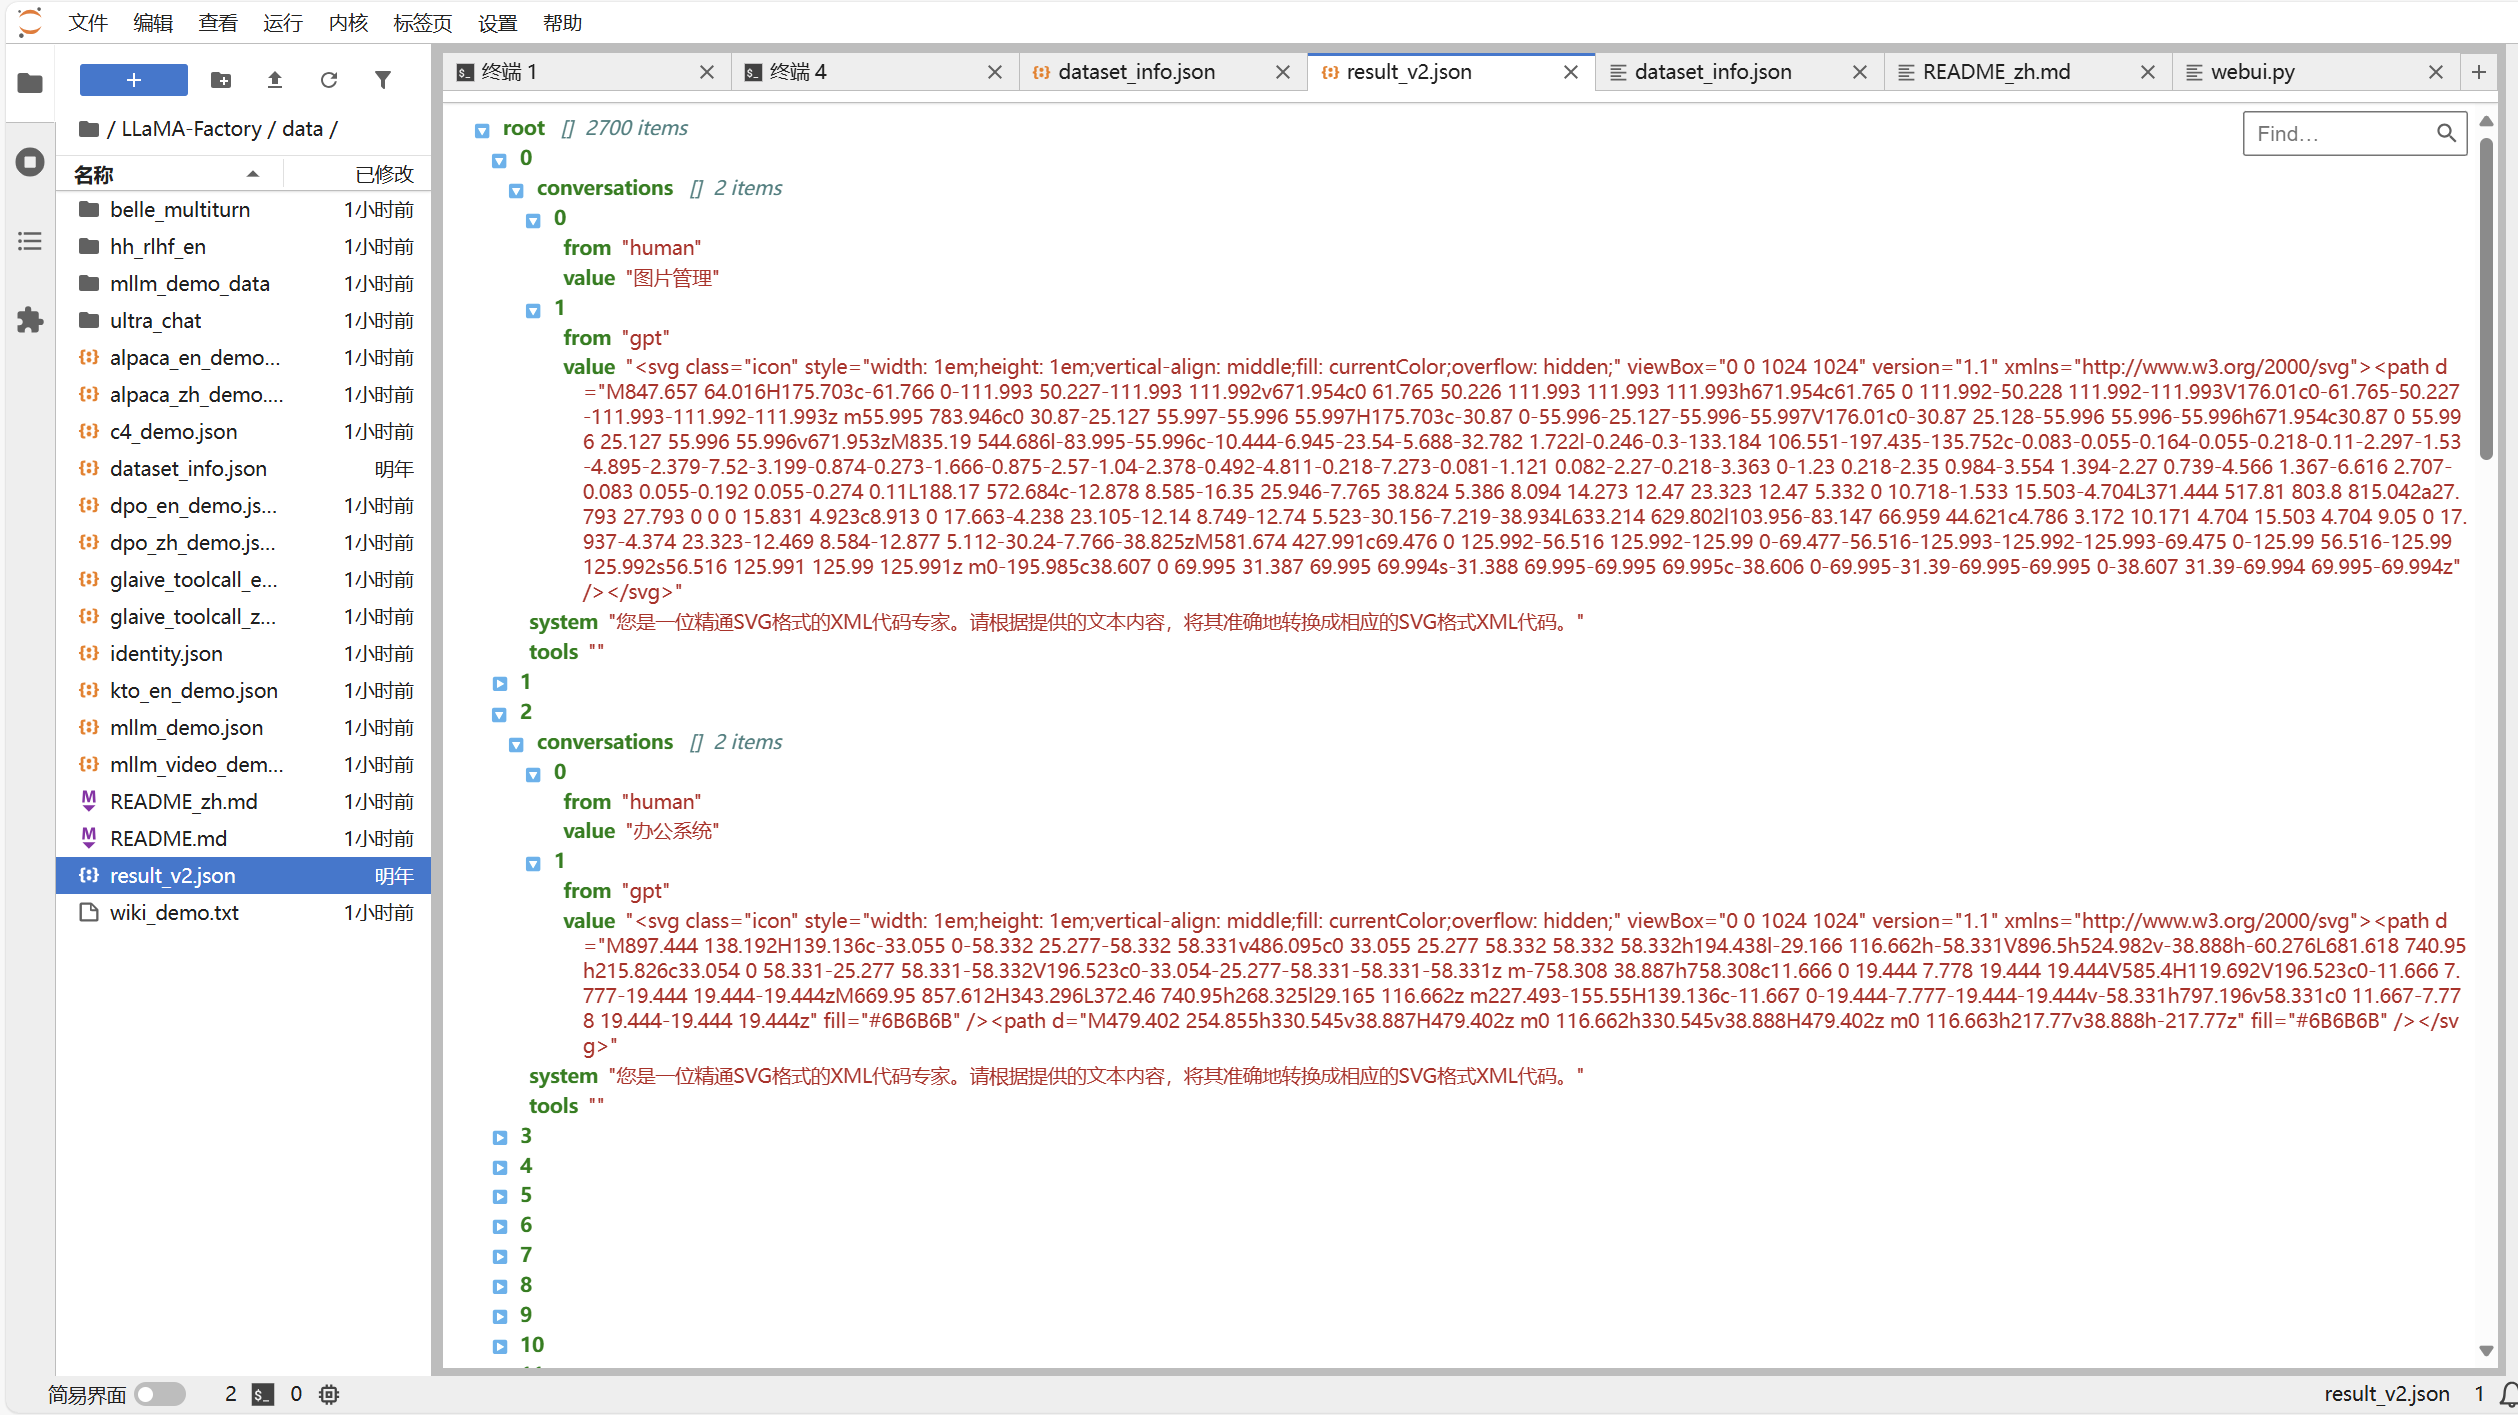 文件 编辑 查看 运行 内核 标签页 设置 帮助
终端 1
终端 4
dataset_info.json
result_v2.json
dataset_info.json
README_zh.md
webui.py
/ LLaMA-Factory / data /
名称 已修改
belle_multiturn 1小时前
hh_rlhf_en 1小时前
mllm_demo_data 1小时前
ultra_chat 1小时前
alpaca_en_demo... 1小时前
alpaca_zh_demo.... 1小时前
c4_demo.json 1小时前
dataset_info.json 明年
dpo_en_demo.js... 1小时前
dpo_zh_demo.js... 1小时前
glaive_toolcall_e... 1小时前
glaive_toolcall_z... 1小时前
identity.json 1小时前
kto_en_demo.json 1小时前
mllm_demo.json 1小时前
mllm_video_dem... 1小时前
README_zh.md 1小时前
README.md 1小时前
result_v2.json 明年
wiki_demo.txt 1小时前
Find...
root [] 2700 items
0
conversations [] 2 items
0
from "human"
value "图片管理"
1
from "gpt"
value "<svg class="icon" style="width: 1em;height: 1em;vertical-align: middle;fill: currentColor;overflow: hidden;" viewBox="0 0 1024 1024" version="1.1" xmlns="http://www.w3.org/2000/svg"><path d
="M847.657 64.016H175.703c-61.766 0-111.993 50.227-111.993 111.992v671.954c0 61.765 50.226 111.993 111.993 111.993h671.954c61.765 0 111.992-50.228 111.992-111.993V176.01c0-61.765-50.227
-111.993-111.992-111.993z m55.995 783.946c0 30.87-25.127 55.997-55.996 55.997H175.703c-30.87 0-55.996-25.127-55.996-55.997V176.01c0-30.87 25.128-55.996 55.996-55.996h671.954c30.87 0 55.99
6 25.127 55.996 55.996v671.953zM835.19 544.686l-83.995-55.996c-10.444-6.945-23.54-5.688-32.782 1.722l-0.246-0.3-133.184 106.551-197.435-135.752c-0.083-0.055-0.164-0.055-0.218-0.11-2.297-1.53
-4.895-2.379-7.52-3.199-0.874-0.273-1.666-0.875-2.57-1.04-2.378-0.492-4.811-0.218-7.273-0.081-1.121 0.082-2.27-0.218-3.363 0-1.23 0.218-2.35 0.984-3.554 1.394-2.27 0.739-4.566 1.367-6.616 2.707-
0.083 0.055-0.192 0.055-0.274 0.11L188.17 572.684c-12.878 8.585-16.35 25.946-7.765 38.824 5.386 8.094 14.273 12.47 23.323 12.47 5.332 0 10.718-1.533 15.503-4.704L371.444 517.81 803.8 815.042a27.
793 27.793 0 0 0 15.831 4.923c8.913 0 17.663-4.238 23.105-12.14 8.749-12.74 5.523-30.156-7.219-38.934L633.214 629.802l103.956-83.147 66.959 44.621c4.786 3.172 10.171 4.704 15.503 4.704 9.05 0 17.
937-4.374 23.323-12.469 8.584-12.877 5.112-30.24-7.766-38.825zM581.674 427.991c69.476 0 125.992-56.516 125.992-125.99 0-69.477-56.516-125.993-125.992-125.993-69.475 0-125.99 56.516-125.99
125.992s56.516 125.991 125.99 125.991z m0-195.985c38.607 0 69.995 31.387 69.995 69.994s-31.388 69.995-69.995 69.995c-38.606 0-69.995-31.39-69.995-69.995 0-38.607 31.39-69.994 69.995-69.994z"
/></svg>"
system "您是一位精通SVG格式的XML代码专家。请根据提供的文本内容，将其准确地转换成相应的SVG格式XML代码。"
tools ""
1
2
conversations [] 2 items
0
from "human"
value "办公系统"
1
from "gpt"
value "<svg class="icon" style="width: 1em;height: 1em;vertical-align: middle;fill: currentColor;overflow: hidden;" viewBox="0 0 1024 1024" version="1.1" xmlns="http://www.w3.org/2000/svg"><path d
="M897.444 138.192H139.136c-33.055 0-58.332 25.277-58.332 58.331v486.095c0 33.055 25.277 58.332 58.332 58.332h194.438l-29.166 116.662h-58.331V896.5h524.982v-38.888h-60.276L681.618 740.95
h215.826c33.054 0 58.331-25.277 58.331-58.332V196.523c0-33.054-25.277-58.331-58.331-58.331z m-758.308 38.887h758.308c11.666 0 19.444 7.778 19.444 19.444V585.4H119.692V196.523c0-11.666 7.
777-19.444 19.444-19.444zM669.95 857.612H343.296L372.46 740.95h268.325l29.165 116.662z m227.493-155.55H139.136c-11.667 0-19.444-7.777-19.444-19.444v-58.331h797.196v58.331c0 11.667-7.77
8 19.444-19.444 19.444z" fill="#6B6B6B" /><path d="M479.402 254.855h330.545v38.887H479.402z m0 116.662h330.545v38.888H479.402z m0 116.663h217.77v38.888h-217.77z" fill="#6B6B6B" /></sv
g>"
system "您是一位精通SVG格式的XML代码专家。请根据提供的文本内容，将其准确地转换成相应的SVG格式XML代码。"
tools ""
3
4
5
6
7
8
9
10
简易界面 2 0 result_v2.json 1